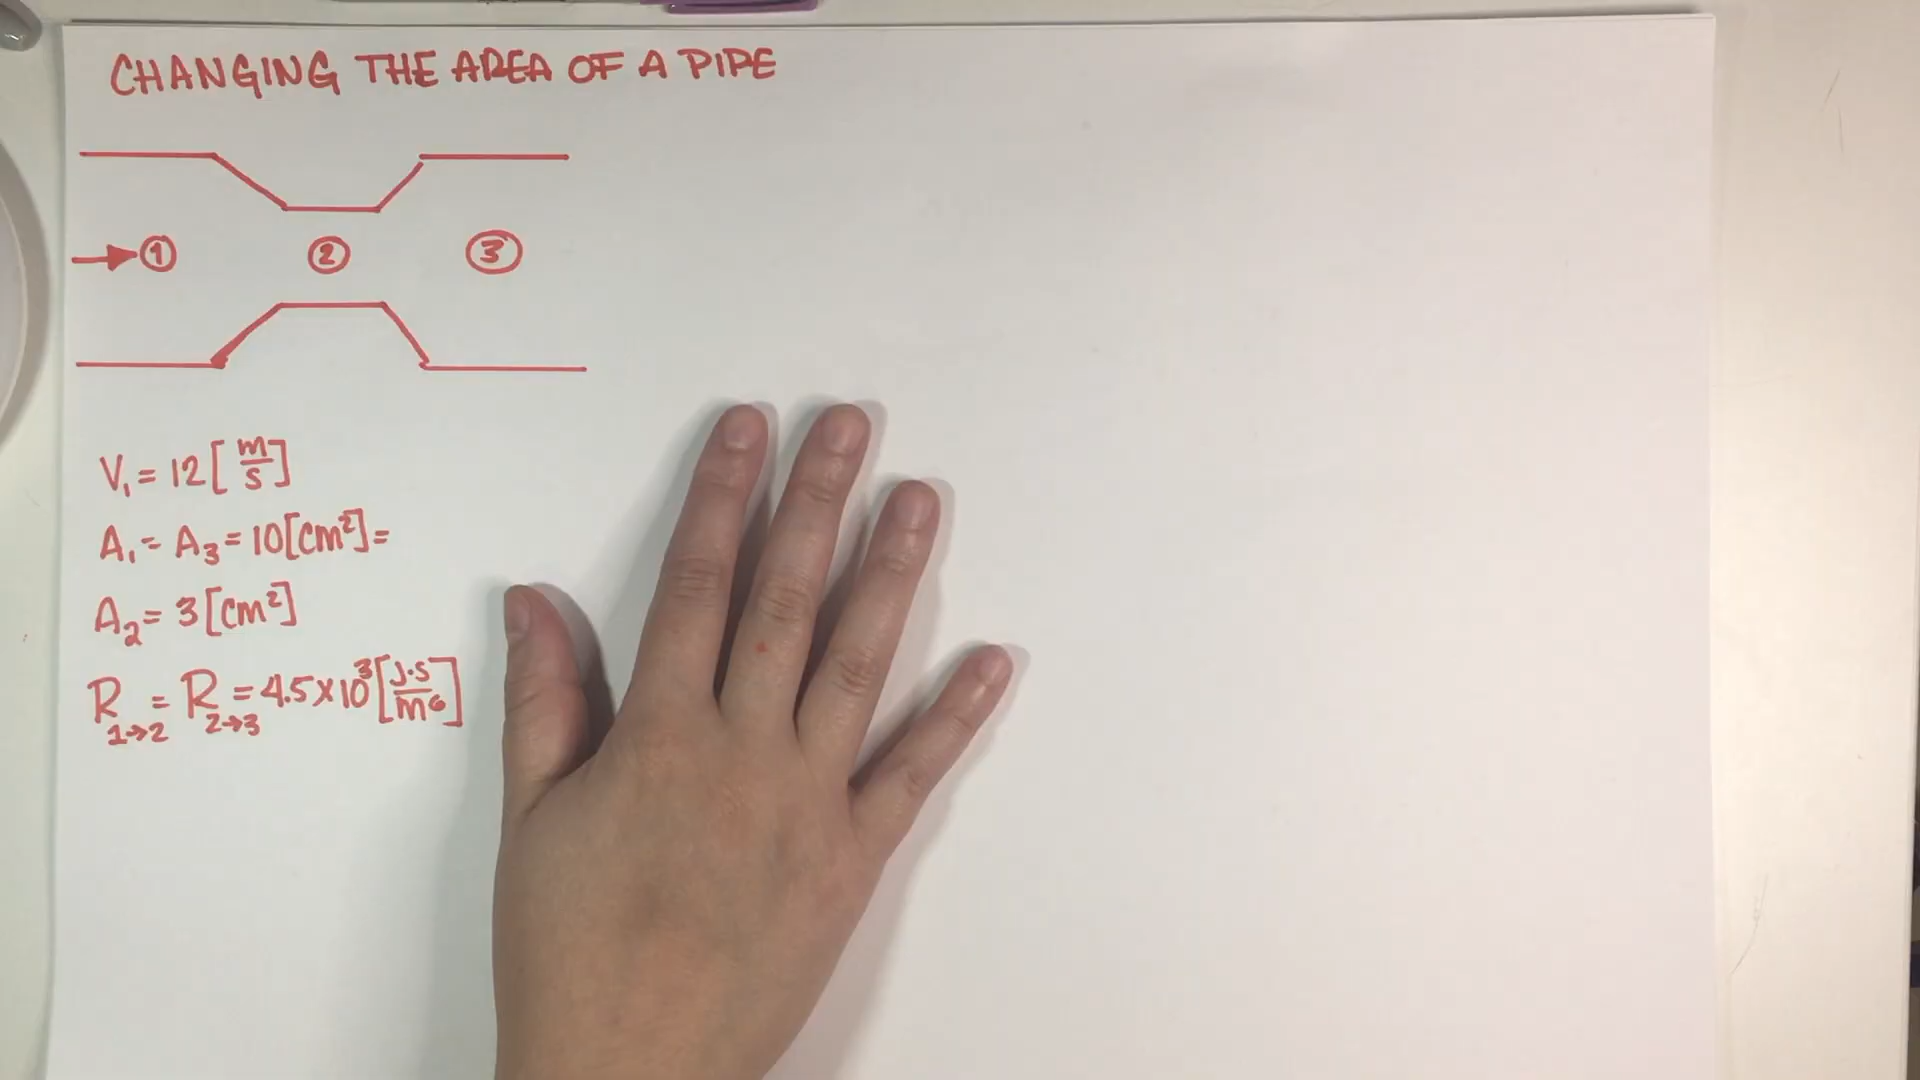 CHANGING THE AREA OF A PIPE
① ② ③
V₁ = 12 [m/s]
A₁ = A₃ = 10 [cm²] =
A₂ = 3 [cm²]
R₁→₂ = R₂→₃ = 4.5 x 10³ [J·s/m⁶]